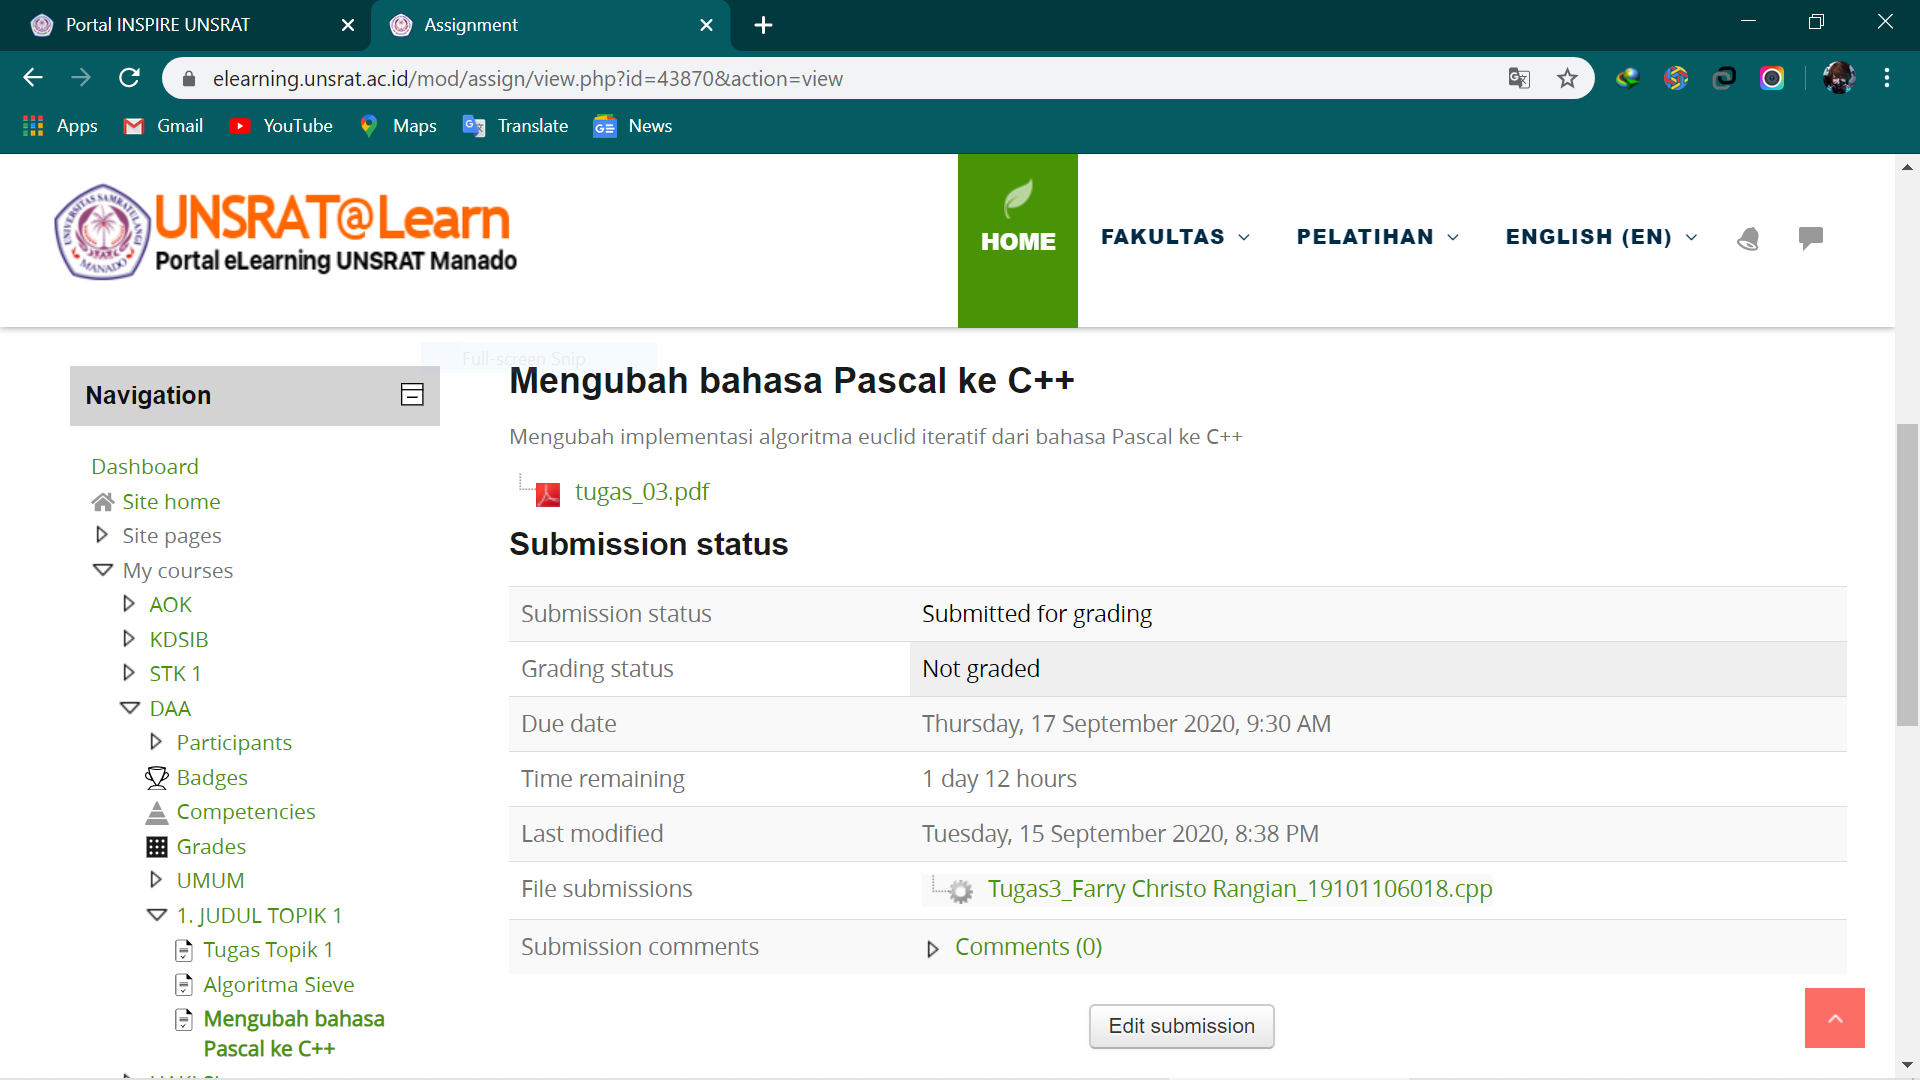 Portal INSPIRE UNSRAT
Assignment
elearning.unsrat.ac.id/mod/assign/view.php?id=43870&action=view
Apps Gmail YouTube Maps Translate News
UNIVERSITAS SAM RATULANGI MANADO
UNSRAT@Learn
Portal eLearning UNSRAT Manado
HOME FAKULTAS PELATIHAN ENGLISH (EN)
Full-screen Snip
Navigation
Dashboard
Site home
Site pages
My courses
AOK
KDSIB
STK 1
DAA
Participants
Badges
Competencies
Grades
UMUM
1. JUDUL TOPIK 1
Tugas Topik 1
Algoritma Sieve
Mengubah bahasa
Pascal ke C++
Mengubah bahasa Pascal ke C++
Mengubah implementasi algoritma euclid iteratif dari bahasa Pascal ke C++
tugas_03.pdf
Submission status
Submission status Submitted for grading
Grading status Not graded
Due date Thursday, 17 September 2020, 9:30 AM
Time remaining 1 day 12 hours
Last modified Tuesday, 15 September 2020, 8:38 PM
File submissions Tugas3_Farry Christo Rangian_19101106018.cpp
Submission comments Comments (0)
Edit submission